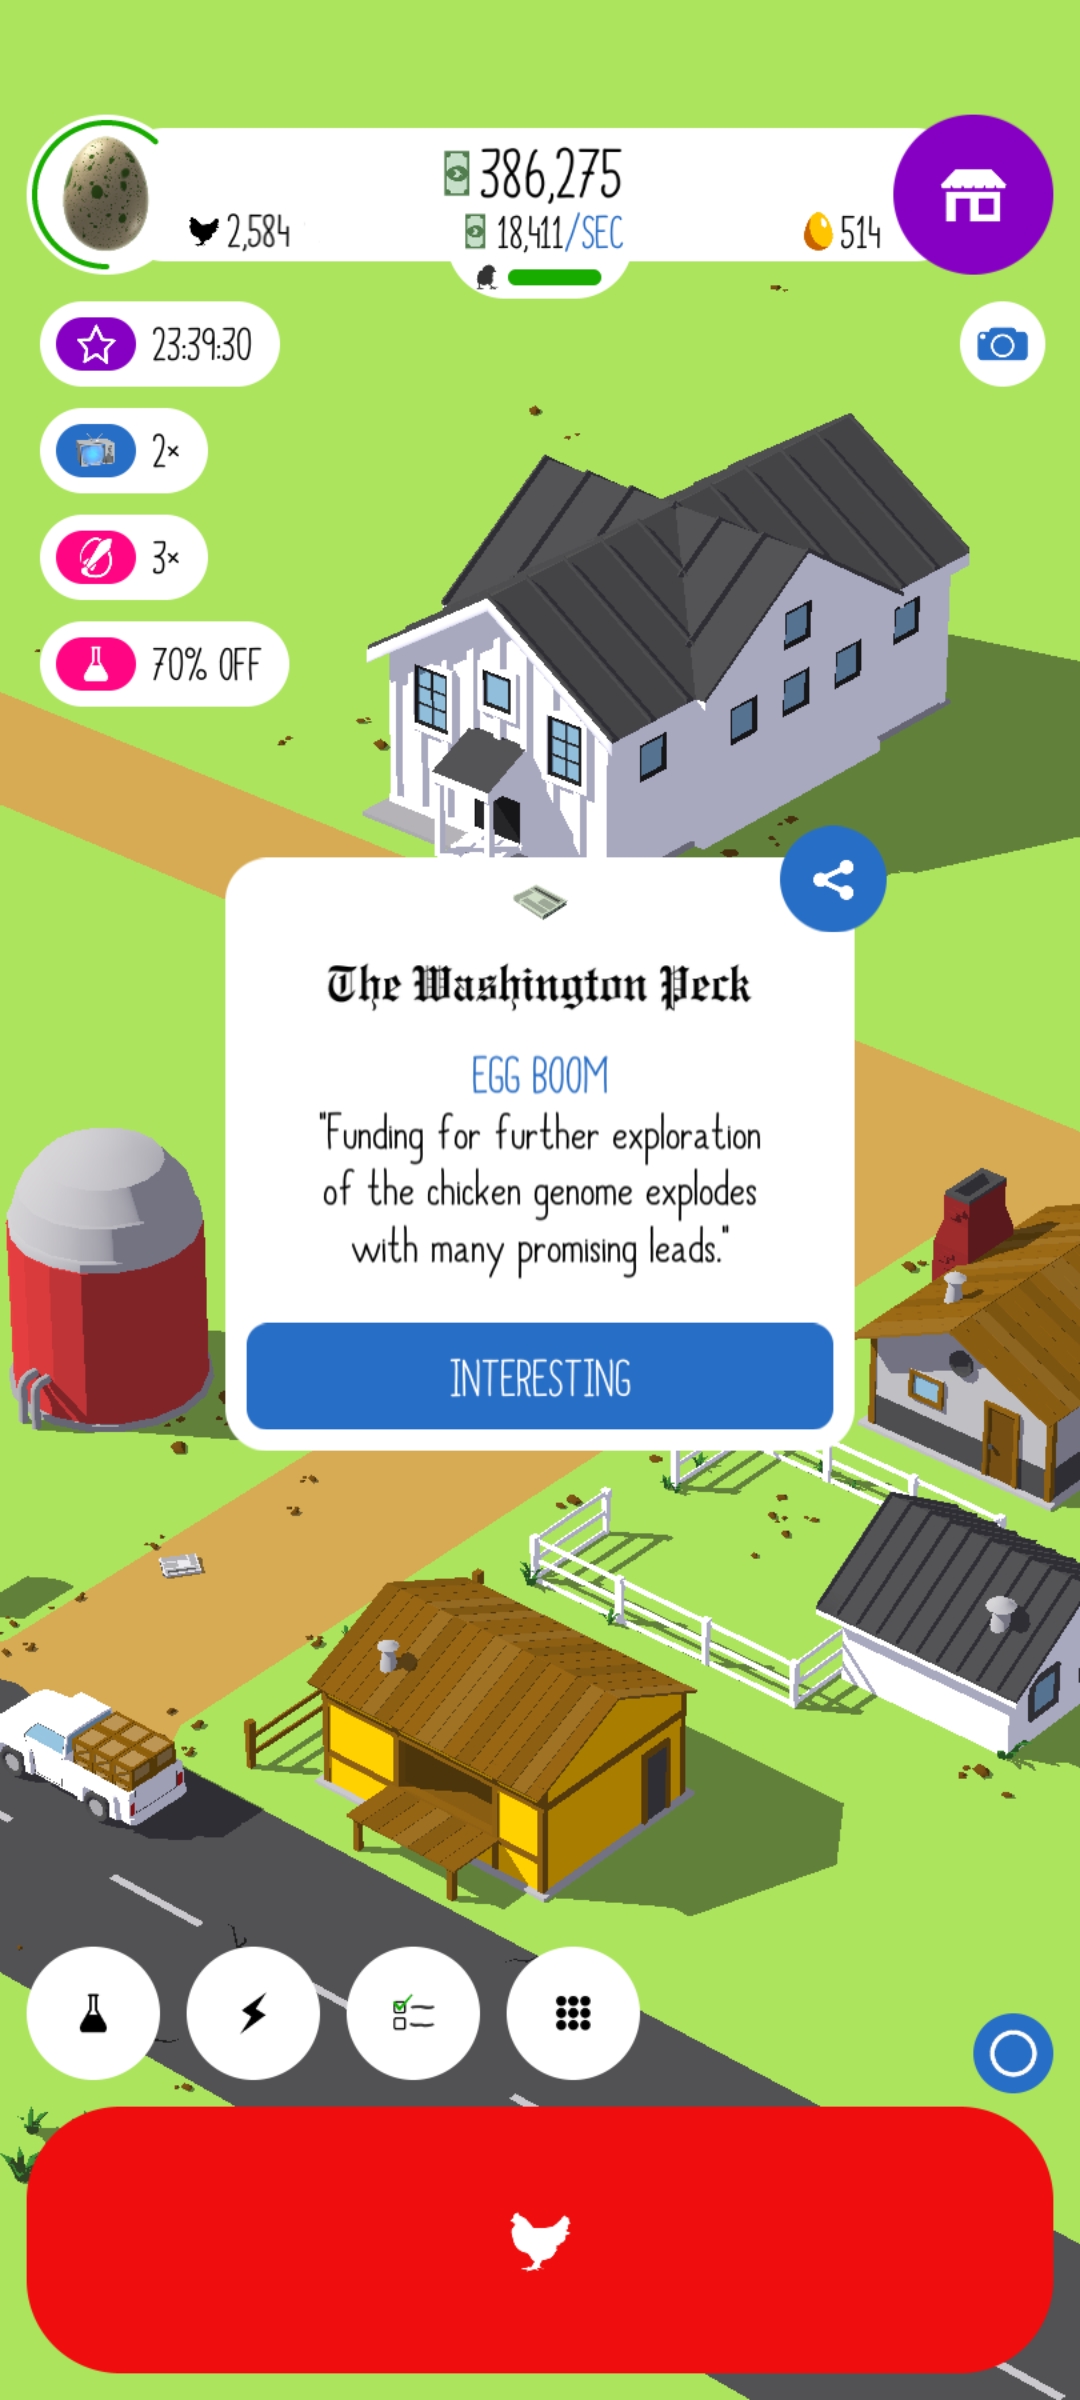 386,275
2,584
18,411/SEC
514
23:39:30
2×
3×
70% OFF
The Washington Peck
EGG BOOM
"Funding for further exploration
of the chicken genome explodes
with many promising leads."
INTERESTING